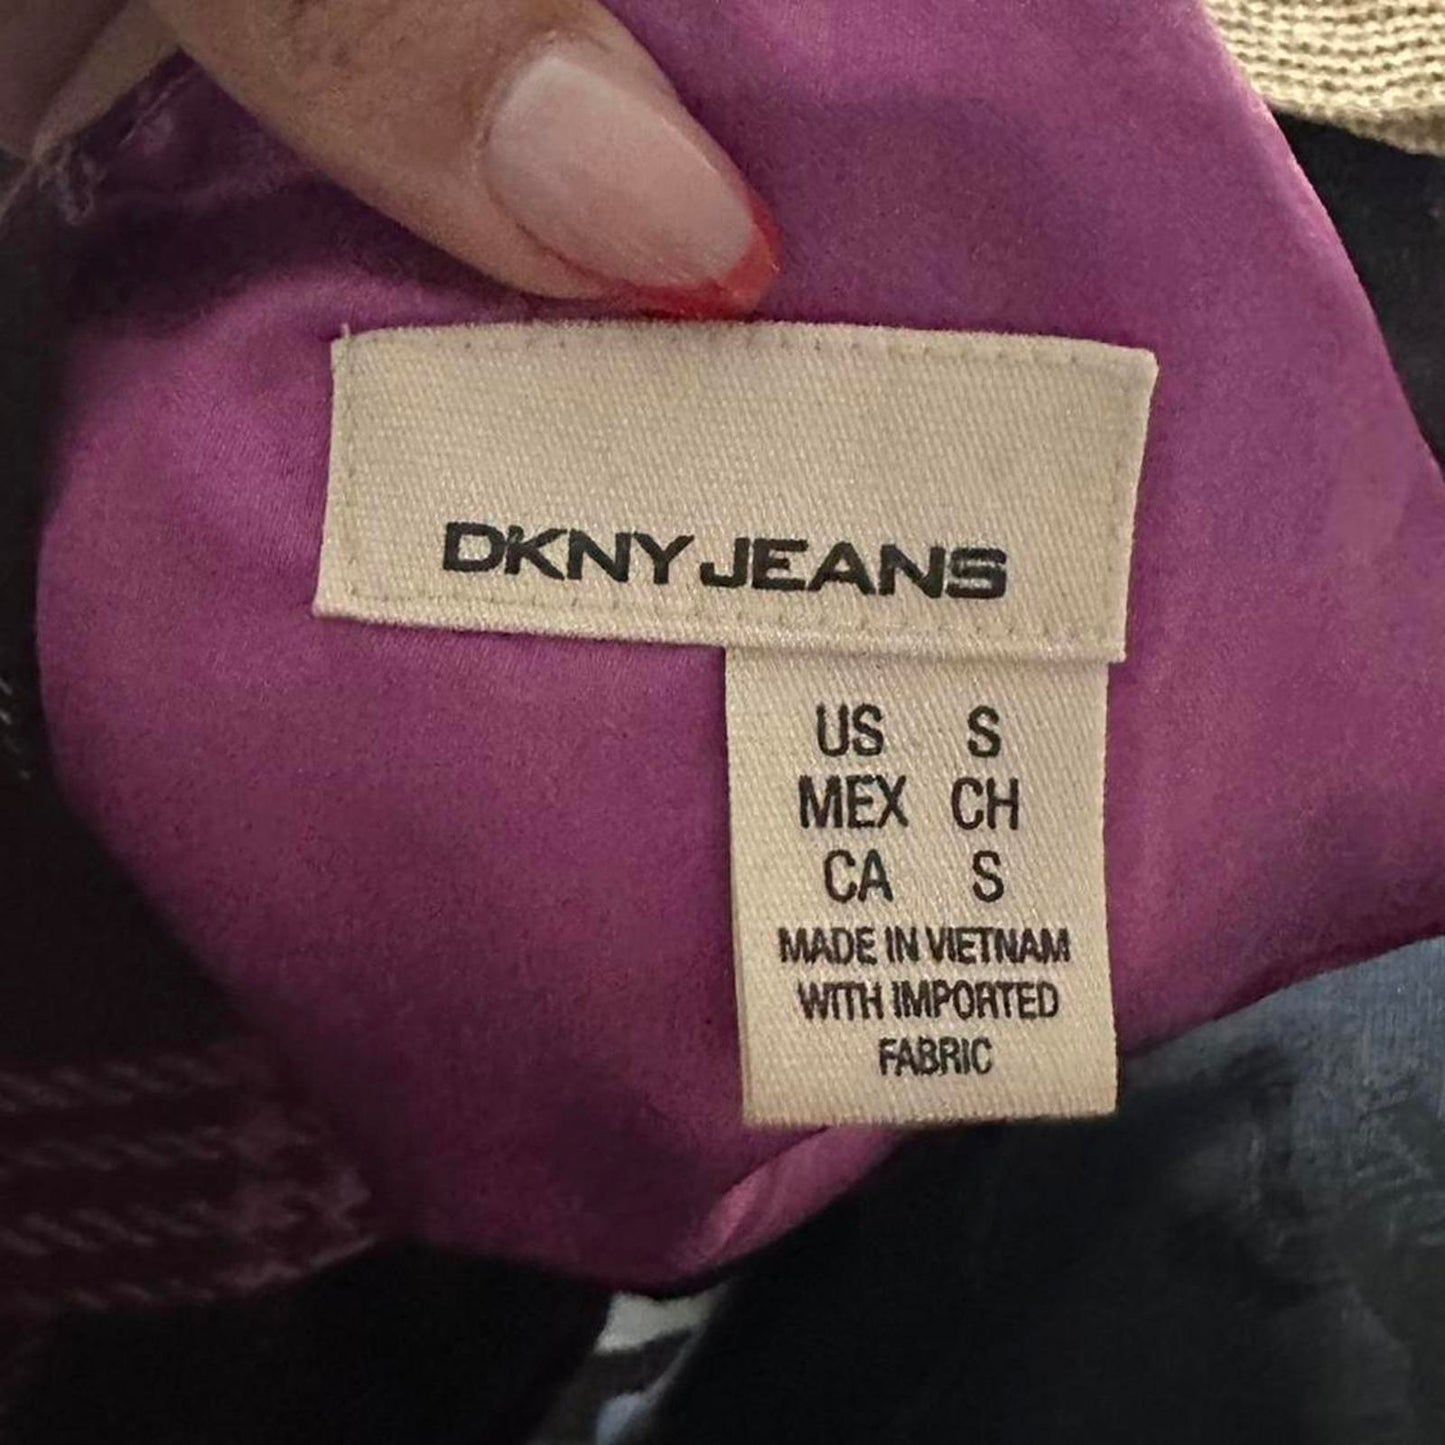 DKNY JEANS
US S
MEX CH
CA S
MADE IN VIETNAM
WITH IMPORTED
FABRIC